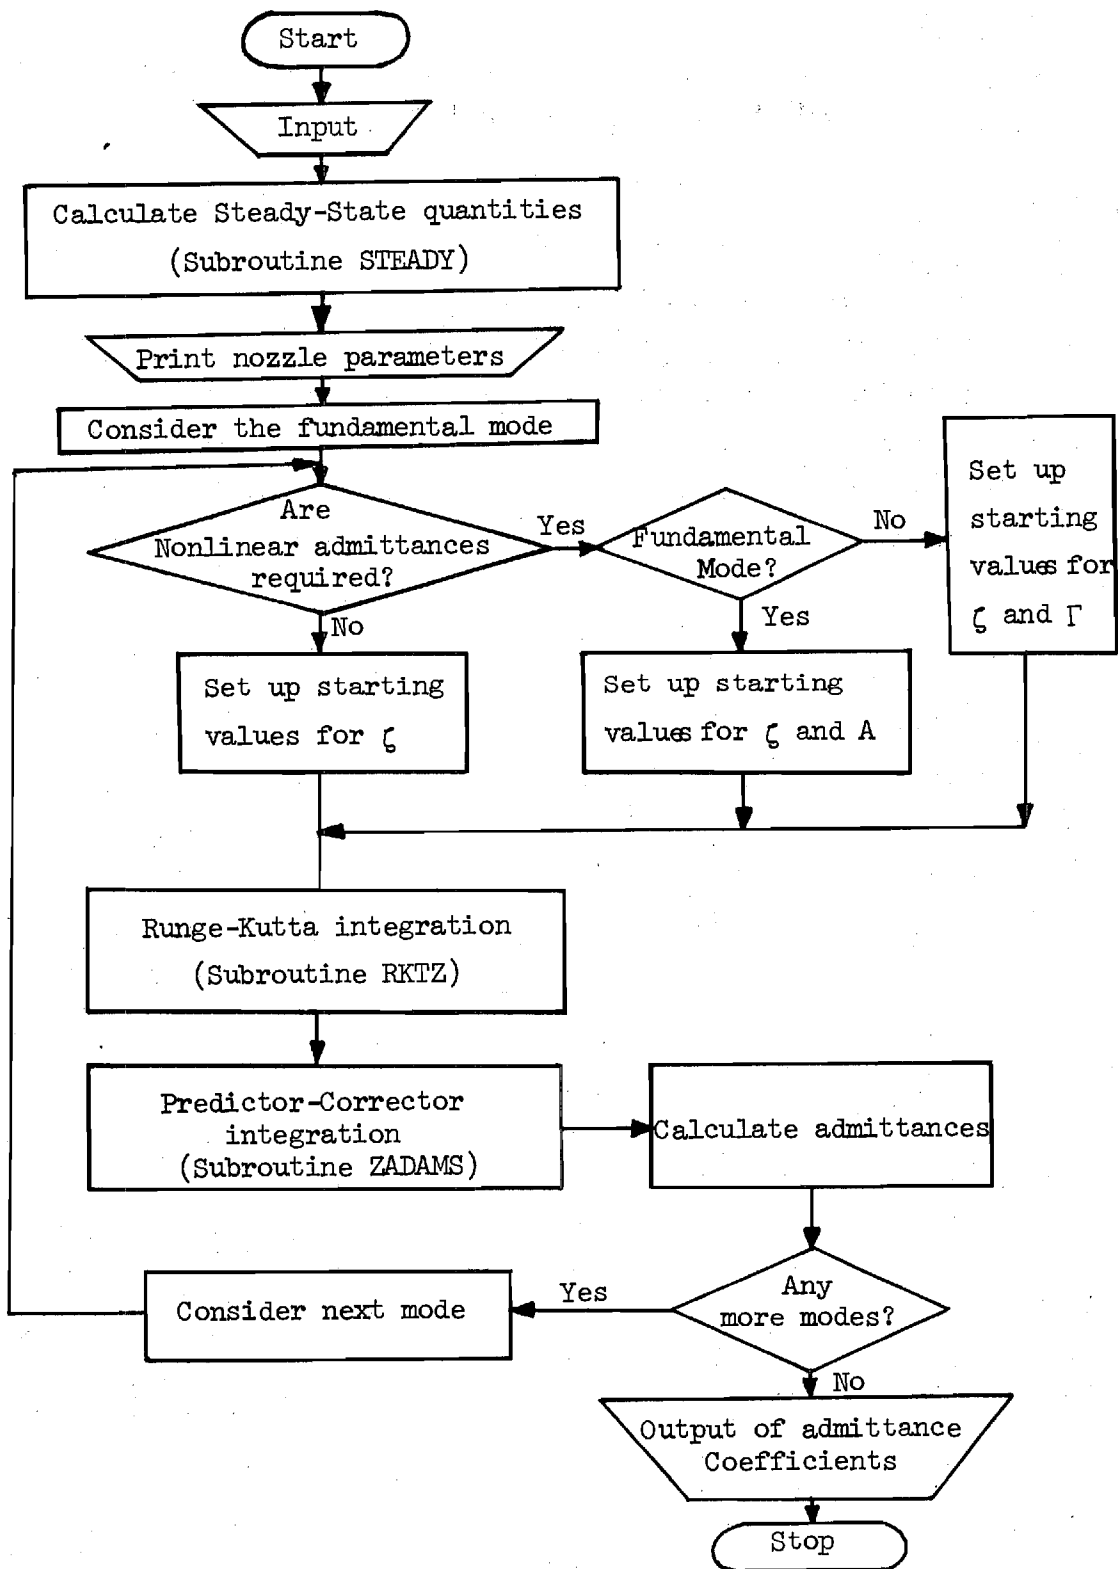 Start
Input
Calculate Steady-State quantities
(Subroutine STEADY)
Print nozzle parameters
Consider the fundamental mode
Are
Nonlinear admittances
required?
Yes
Fundamental
Mode?
No
Set up
starting
values for
ζ and Γ
No
Yes
Set up starting
values for ζ
Set up starting
values for ζ and A
Runge-Kutta integration
(Subroutine RKTZ)
Predictor-Corrector
integration
(Subroutine ZADAMS)
Calculate admittances
Any
more modes?
Yes
Consider next mode
No
Output of admittance
Coefficients
Stop